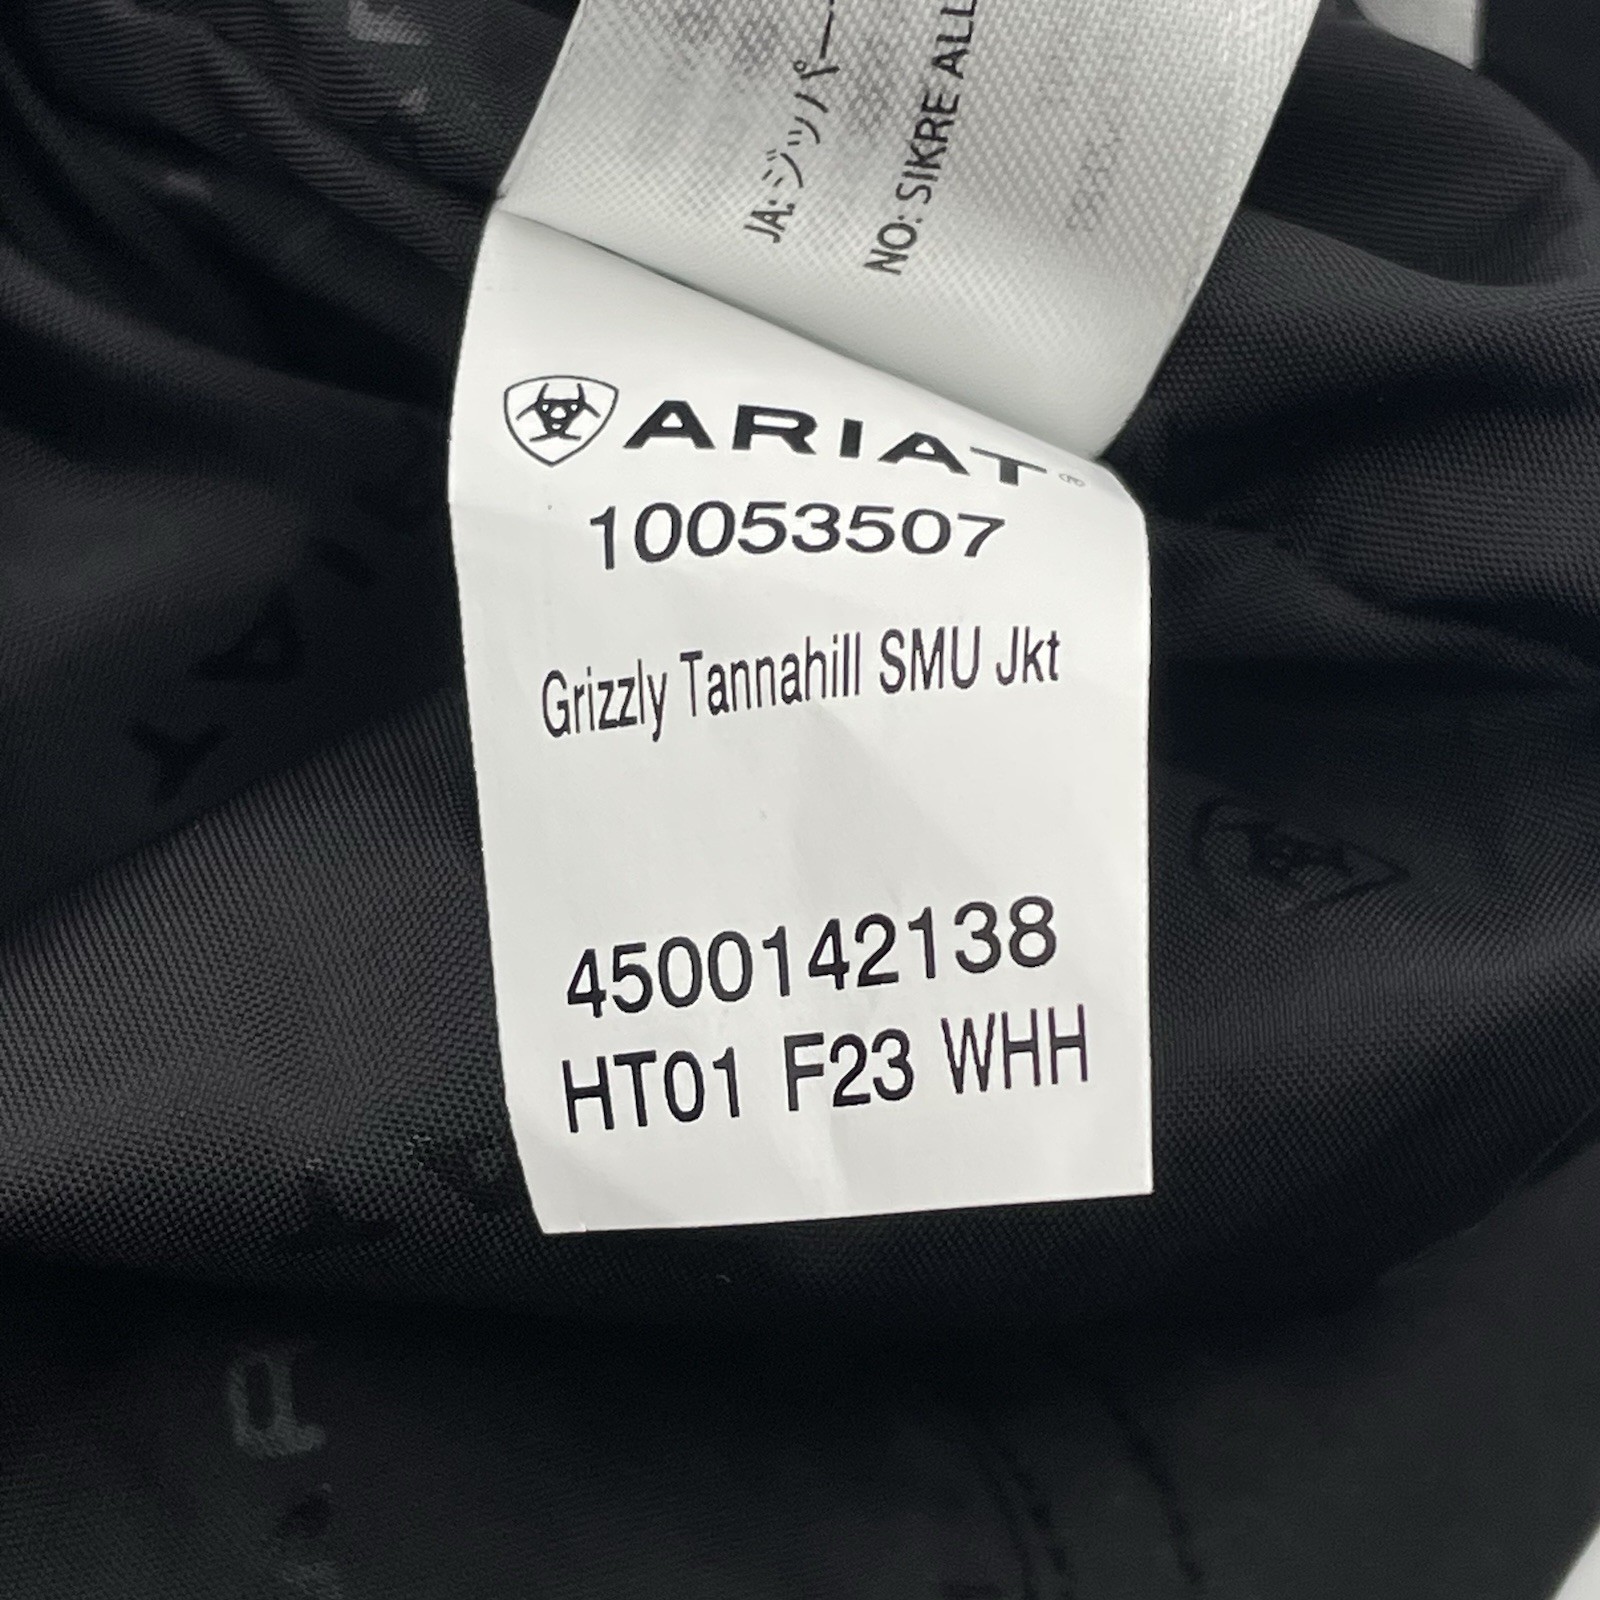 JA: ジッパー
NO: SIKRE ALL
ARIAT®
10053507
Grizzly Tannahill SMU Jkt
4500142138
HT01 F23 WHH